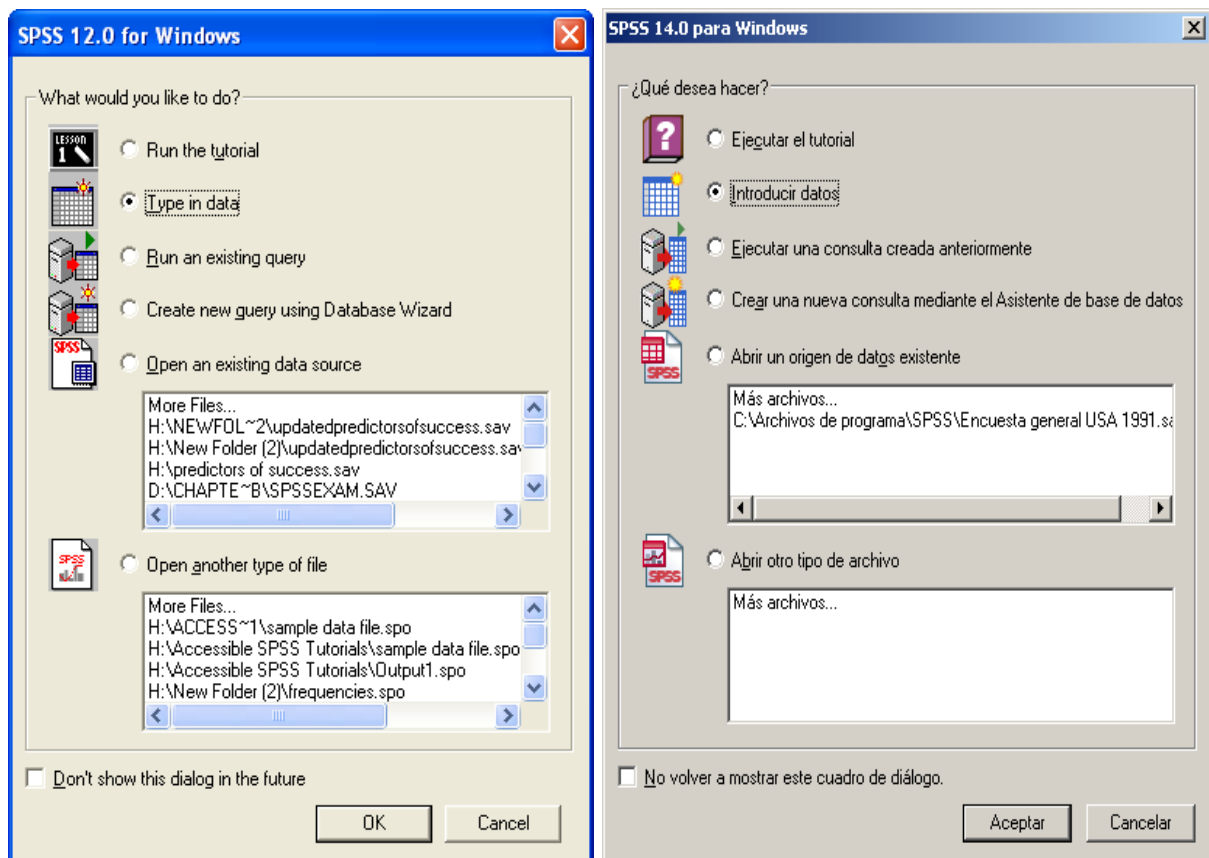 SPSS 12.0 for Windows
What would you like to do?
LESSON
1
Run the tutorial
Type in data
Run an existing query
Create new query using Database Wizard
SPSS
Open an existing data source
More Files...
H:\NEWFOL~2\updatedpredictorsofsuccess.sav
H:\New Folder (2)\updatedpredictorsofsuccess.sav
H:\predictors of success.sav
D:\CHAPTE~B\SPSSEXAM.SAV
SPSS
Open another type of file
More Files...
H:\ACCESS~1\sample data file.spo
H:\Accessible SPSS Tutorials\sample data file.spo
H:\Accessible SPSS Tutorials\Output1.spo
H:\New Folder (2)\frequencies.spo
Don't show this dialog in the future
OK
Cancel
SPSS 14.0 para Windows
¿Qué desea hacer?
?
Ejecutar el tutorial
Introducir datos
Ejecutar una consulta creada anteriormente
Crear una nueva consulta mediante el Asistente de base de datos
SPSS
Abrir un origen de datos existente
Más archivos...
C:\Archivos de programa\SPSS\Encuesta general USA 1991.sa
SPSS
Abrir otro tipo de archivo
Más archivos...
No volver a mostrar este cuadro de diálogo.
Aceptar
Cancelar